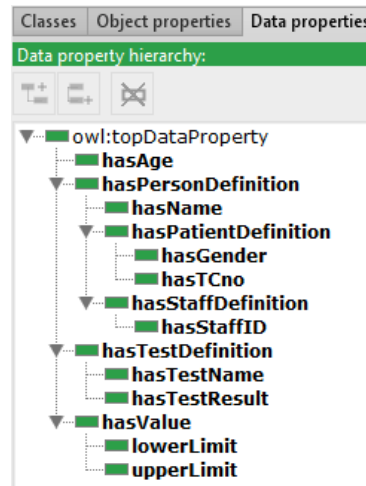 Classes Object properties Data properties
Data property hierarchy:
owl:topDataProperty
hasAge
hasPersonDefinition
hasName
hasPatientDefinition
hasGender
hasTCno
hasStaffDefinition
hasStaffID
hasTestDefinition
hasTestName
hasTestResult
hasValue
lowerLimit
upperLimit